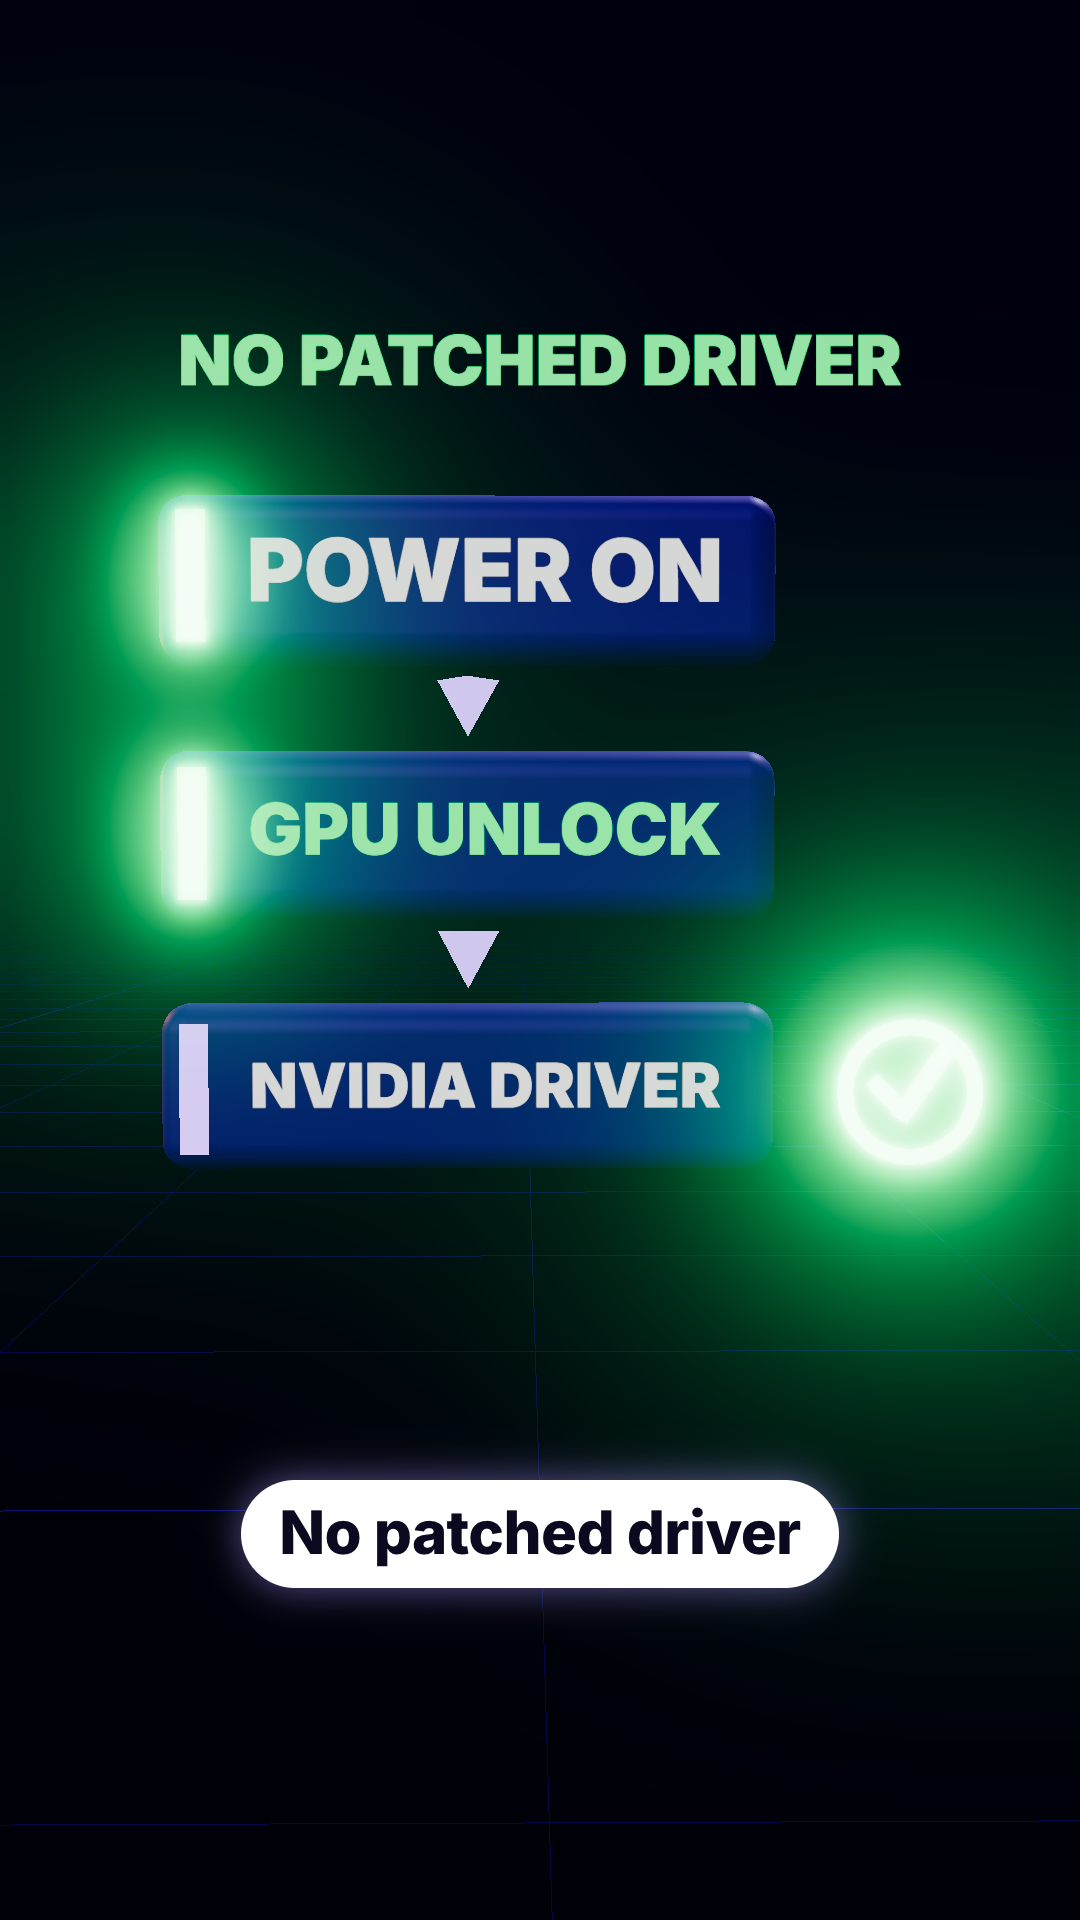 NO PATCHED DRIVER
POWER ON
GPU UNLOCK
NVIDIA DRIVER
No patched driver